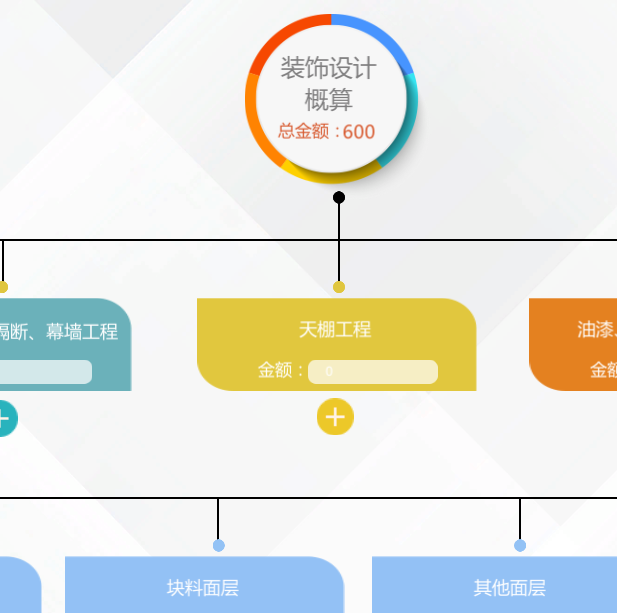 装饰设计
概算
总金额：600
隔断、幕墙工程
天棚工程
金额： 0
油漆、
金额
块料面层
其他面层